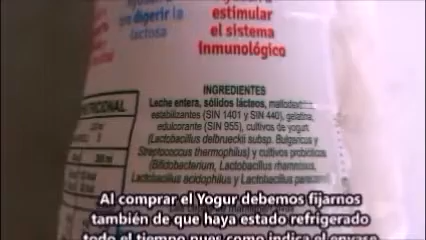 que digerir la
lactosa
estimular
el sistema
Inmunológico
INGREDIENTES
Leche entera, sólidos lácteos,
estabilizantes (SIN 1401 y SIN 440), gelatina,
edulcorante (SIN 955), cultivos de yogurt
(Lactobacillus delbrueckii subsp. Bulgaricus y
Streptococcus thermophilus) y cultivos probióticos
(Bifidobacterium, Lactobacillus rhamnosus,
Lactobacillus acidophilus y Lactobacillus paracasei)
Al comprar el Yogur debemos fijarnos
también de que haya estado refrigerado
todo el tiempo pues como indica el envase